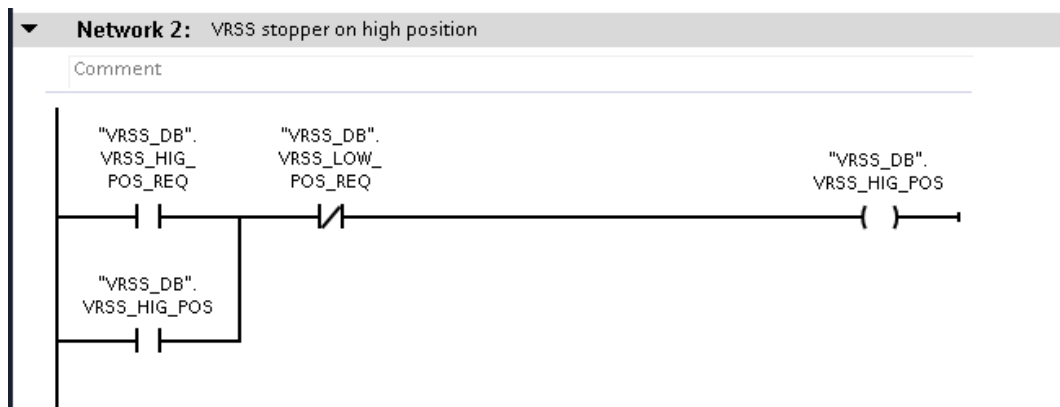 Network 2: VRSS stopper on high position
Comment
"VRSS_DB".
VRSS_HIG_
POS_REQ
"VRSS_DB".
VRSS_LOW_
POS_REQ
"VRSS_DB".
VRSS_HIG_POS
"VRSS_DB".
VRSS_HIG_POS